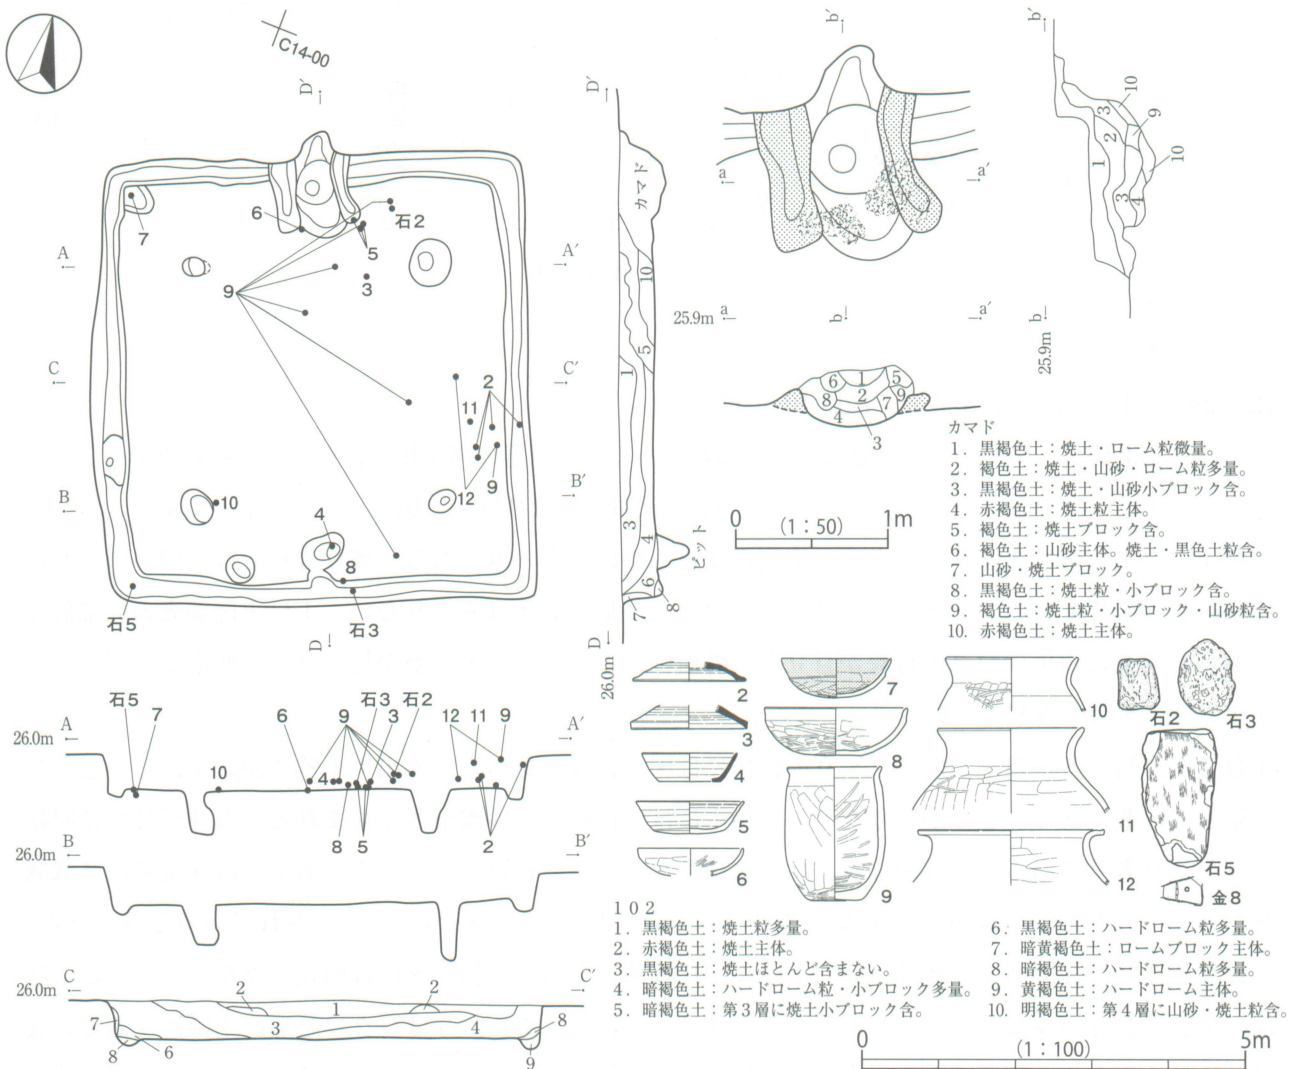 C14-00
D′
石2
6
7
5
A
A′
9
3
C
C′
2
11
12
9
B
B′
10
4
8
石5
石3
D
D′
カマド
10
5
1
3
4
ピット
6
7
8
D
26.0m
b′
a
a′
25.9m
a
b
a′
b′
10
3
9
2
1
10
3
4
b
25.9m
6
1
5
2
8
9
7
4
3
0
(1:50)
1m
カマド
1. 黒褐色土:焼土・ローム粒微量。
2. 褐色土:焼土・山砂・ローム粒多量。
3. 黒褐色土:焼土・山砂小ブロック含。
4. 赤褐色土:焼土粒主体。
5. 褐色土:焼土ブロック含。
6. 褐色土:山砂主体。焼土・黒色土粒含。
7. 山砂・焼土ブロック。
8. 黒褐色土:焼土粒・小ブロック含。
9. 褐色土:焼土粒・小ブロック・山砂粒含。
10. 赤褐色土:焼土主体。
石5
7
6
9
石3
3
石2
12
11
9
A
A′
26.0m
10
4
8
5
2
B
B′
26.0m
C
C′
26.0m
2
1
2
7
3
4
8
8
6
9
2
3
4
5
6
7
8
9
10
11
12
石2
石3
石5
金8
102
1. 黒褐色土:焼土粒多量。
2. 赤褐色土:焼土主体。
3. 黒褐色土:焼土ほとんど含まない。
4. 暗褐色土:ハードローム粒・小ブロック多量。
5. 暗褐色土:第3層に焼土小ブロック含。
6. 黒褐色土:ハードローム粒多量。
7. 暗黄褐色土:ロームブロック主体。
8. 暗褐色土:ハードローム粒多量。
9. 黄褐色土:ハードローム主体。
10. 明褐色土:第4層に山砂・焼土粒含。
0
(1:100)
5m